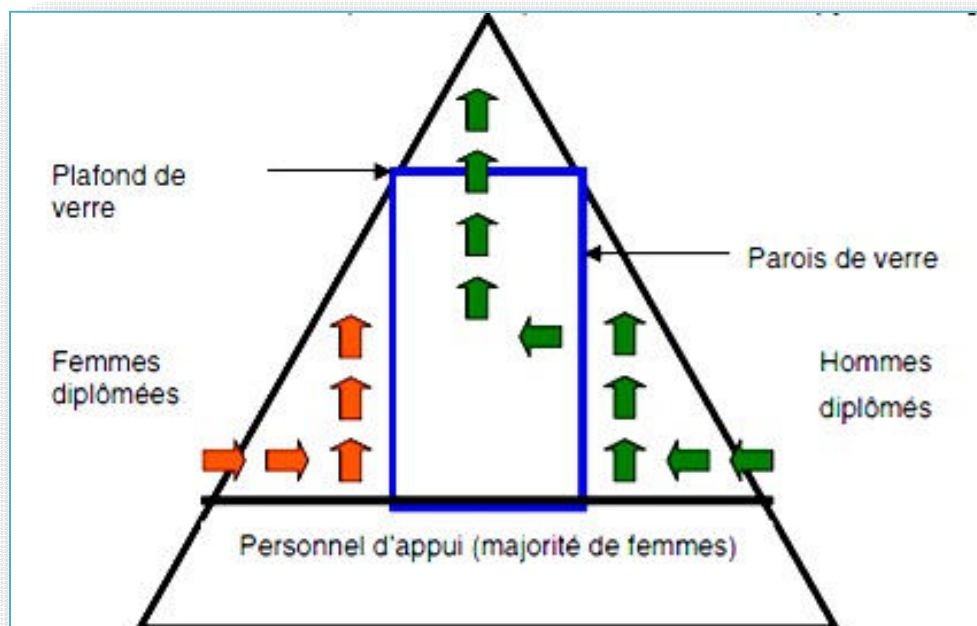 Plafond de
verre
Parois de verre
Femmes
diplômées
Hommes
diplômés
Personnel d'appui (majorité de femmes)